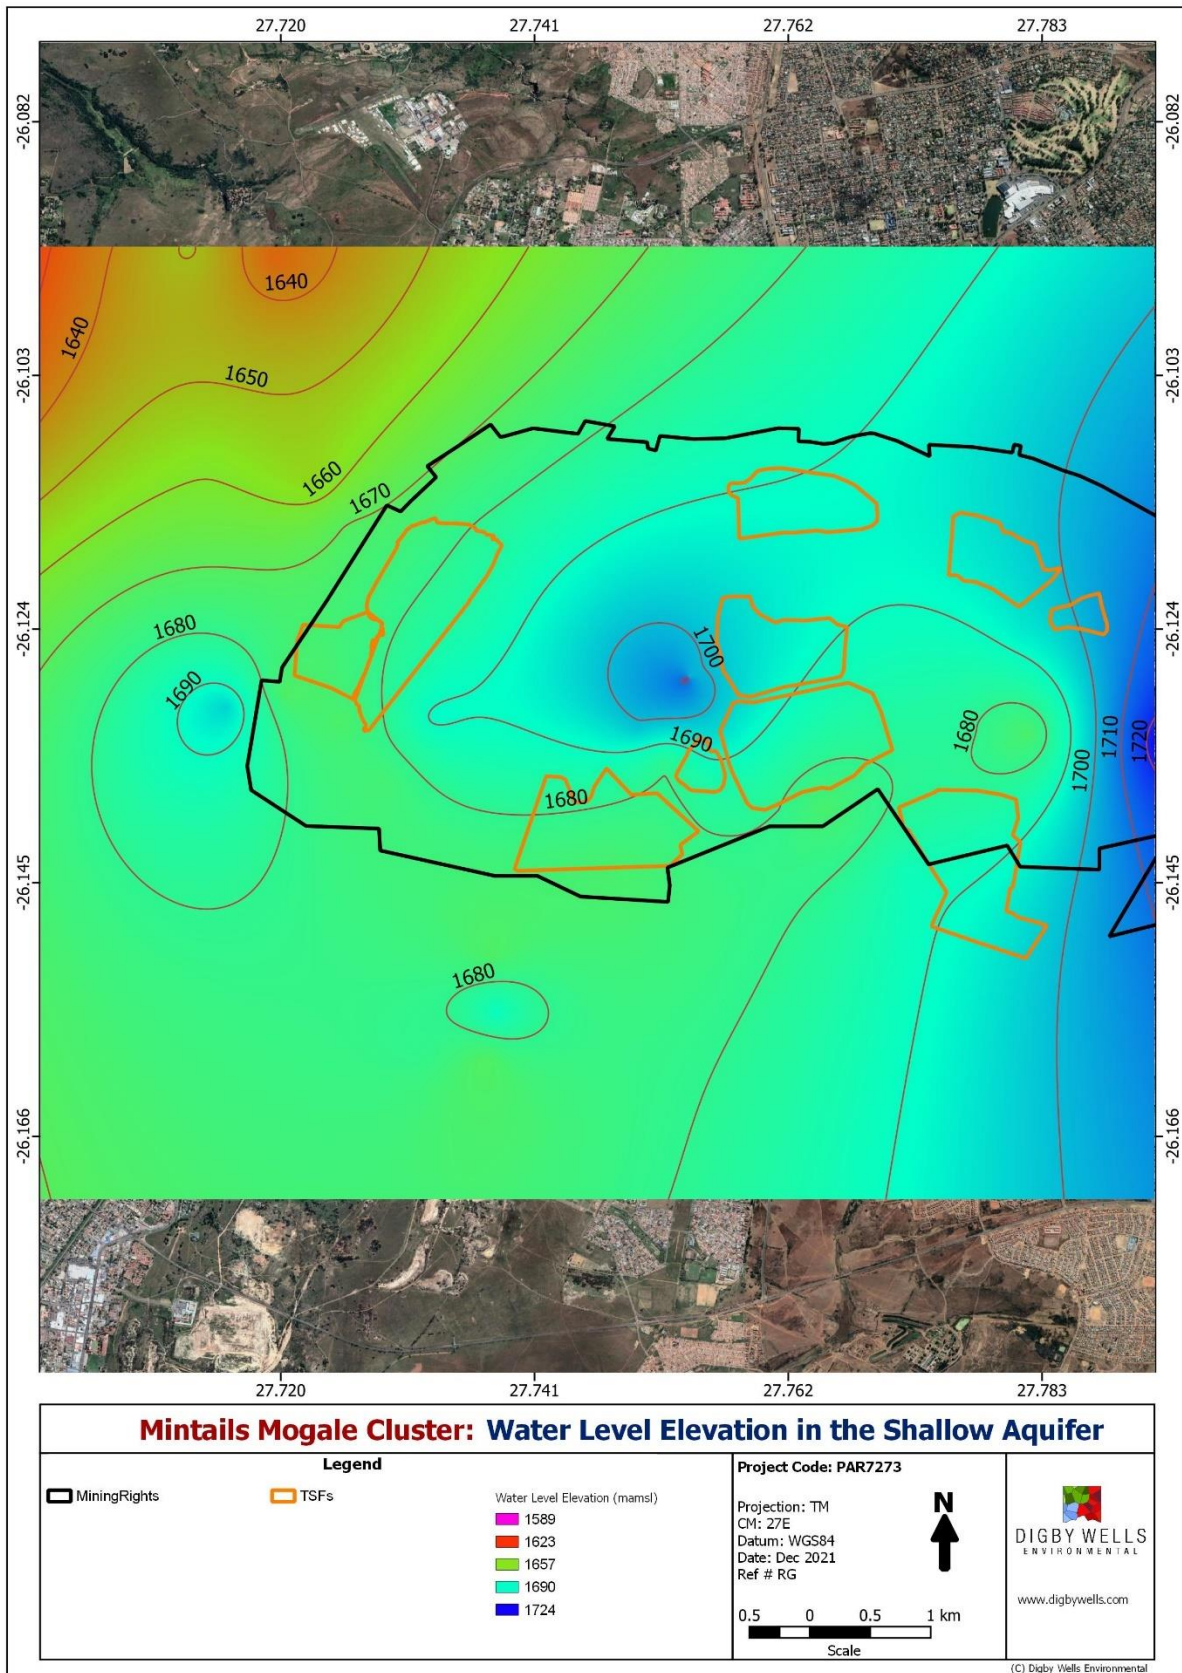 27.720 27.741 27.762 27.783
-26.082 -26.082
1640
1640
1650
-26.103 -26.103
1660
1670
1680
-26.124 -26.124
1700
1690
1690
1680
1680
1700
1710
1720
-26.145 -26.145
1680
-26.166 -26.166
27.720 27.741 27.762 27.783
Mintails Mogale Cluster: Water Level Elevation in the Shallow Aquifer
Legend
MiningRights
TSFs
Water Level Elevation (mamsl)
1589
1623
1657
1690
1724
Project Code: PAR7273
Projection: TM
CM: 27E
Datum: WGS84
Date: Dec 2021
Ref # RG
N
0.5 0 0.5 1 km
Scale
DIGBY WELLS
ENVIRONMENTAL
www.digbywells.com
(C) Digby Wells Environmental